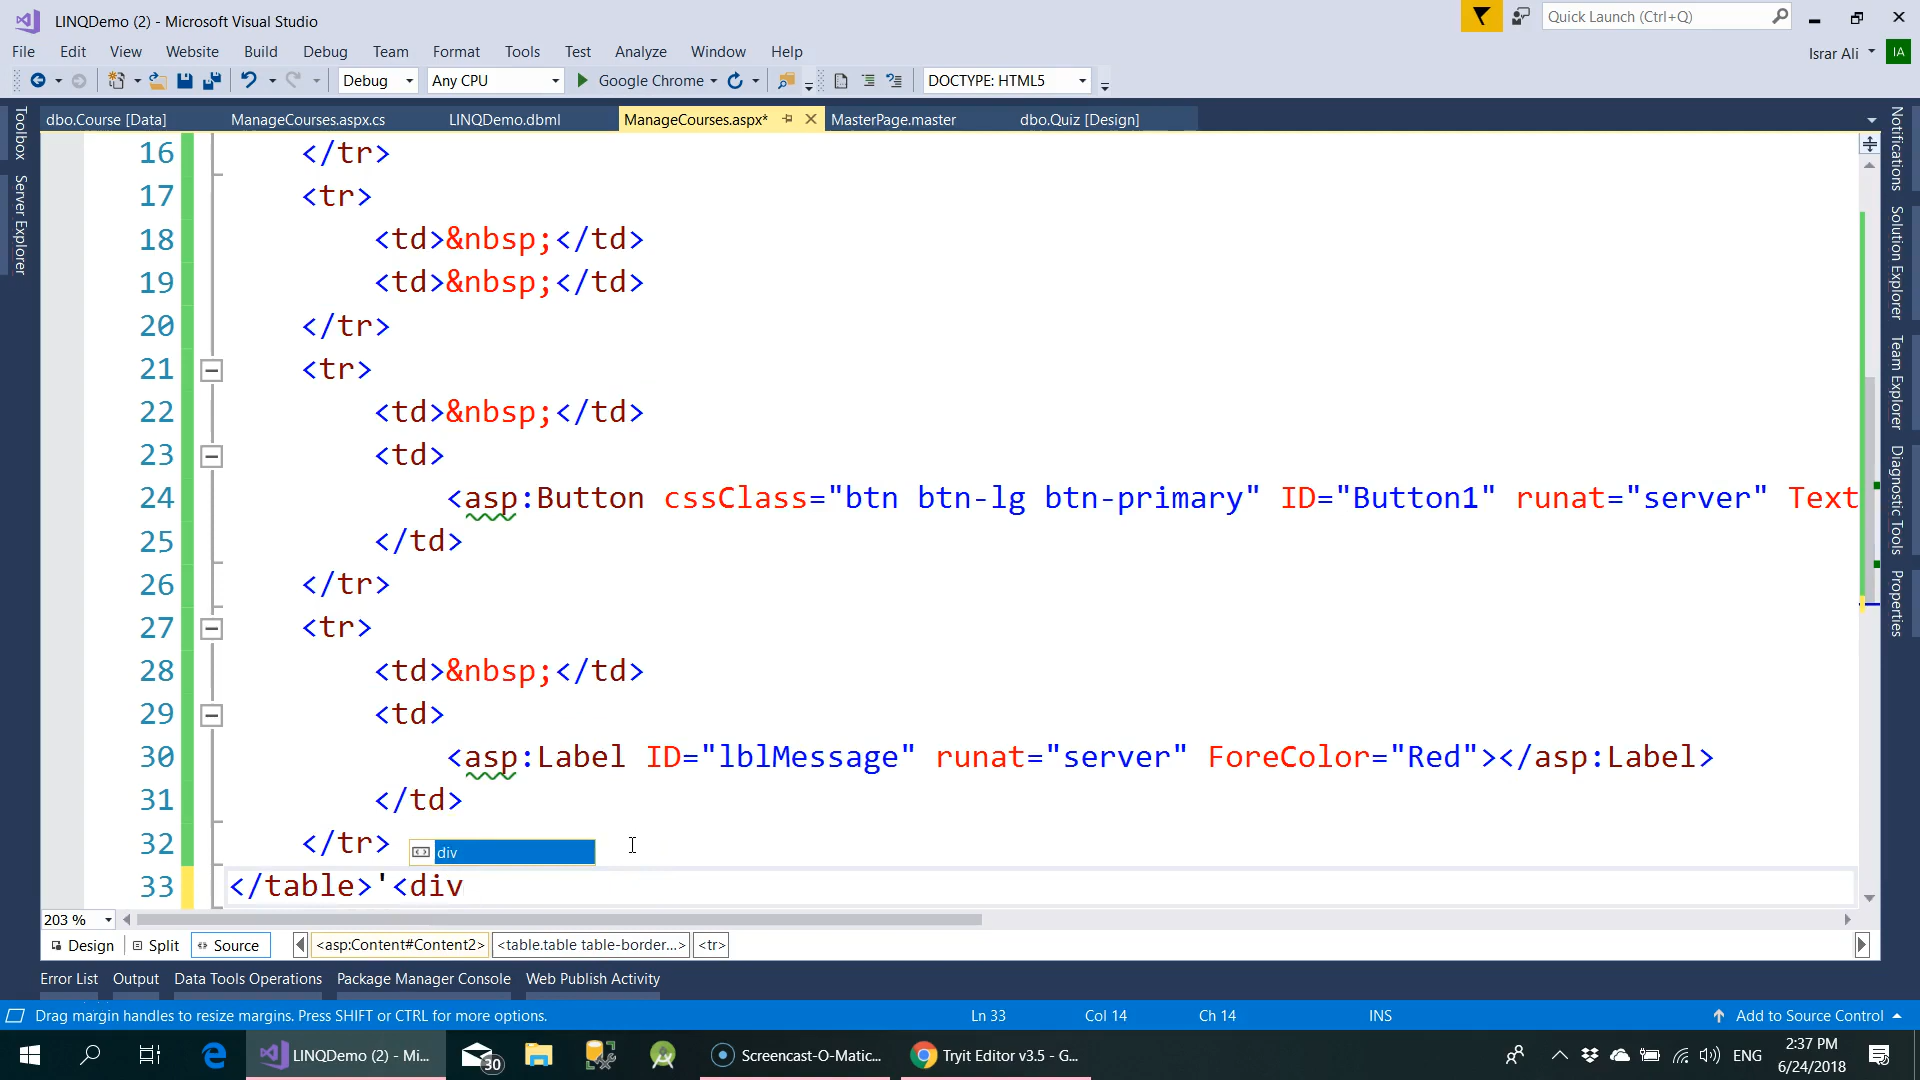 LINQDemo (2) - Microsoft Visual Studio
Quick Launch (Ctrl+Q)
File Edit View Website Build Debug Team Format Tools Test Analyze Window Help
Israr Ali IA
Debug Any CPU Google Chrome DOCTYPE: HTML5
dbo.Course [Data] ManageCourses.aspx.cs LINQDemo.dbml ManageCourses.aspx* MasterPage.master dbo.Quiz [Design]
Toolbox
Server Explorer
Notifications
Solution Explorer
Team Explorer
Diagnostic Tools
Properties
16 </tr>
17 <tr>
18 <td>&nbsp;</td>
19 <td>&nbsp;</td>
20 </tr>
21 <tr>
22 <td>&nbsp;</td>
23 <td>
24 <asp:Button cssClass="btn btn-lg btn-primary" ID="Button1" runat="server" Text
25 </td>
26 </tr>
27 <tr>
28 <td>&nbsp;</td>
29 <td>
30 <asp:Label ID="lblMessage" runat="server" ForeColor="Red"></asp:Label>
31 </td>
32 </tr>
div
33 </table>'<div
203 %
Design Split Source <asp:Content#Content2> <table.table table-border...> <tr>
Error List Output Data Tools Operations Package Manager Console Web Publish Activity
Drag margin handles to resize margins. Press SHIFT or CTRL for more options. Ln 33 Col 14 Ch 14 INS Add to Source Control
LINQDemo (2) - Mi... 30 Screencast-O-Matic... Tryit Editor v3.5 - G... ENG 2:37 PM
6/24/2018